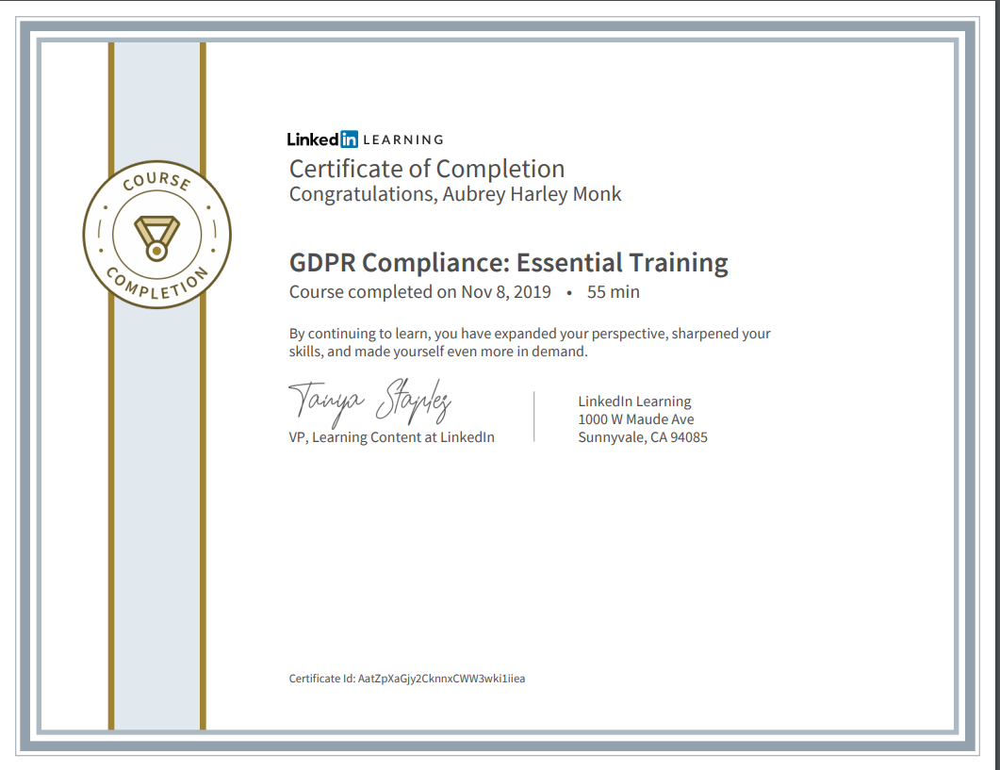 COURSE
COMPLETION
Linked in LEARNING
Certificate of Completion
Congratulations, Aubrey Harley Monk
GDPR Compliance: Essential Training
Course completed on Nov 8, 2019 • 55 min
By continuing to learn, you have expanded your perspective, sharpened your
skills, and made yourself even more in demand.
Tanya Staples
VP, Learning Content at LinkedIn
LinkedIn Learning
1000 W Maude Ave
Sunnyvale, CA 94085
Certificate Id: AatZpXaGjy2CknnxCWW3wki1iiea